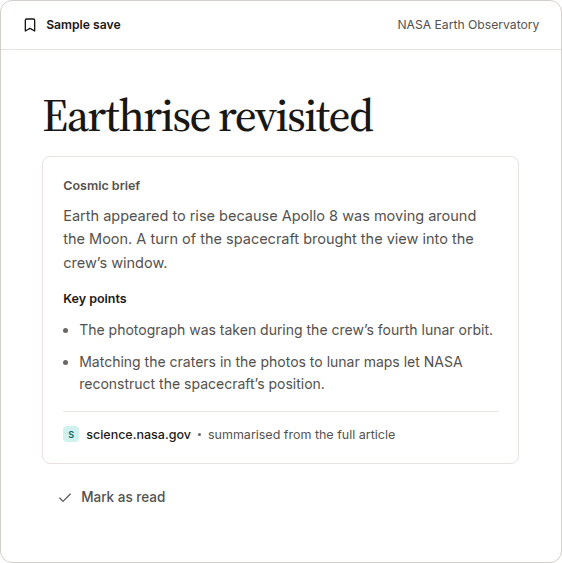 Sample save
NASA Earth Observatory
Earthrise revisited
Cosmic brief
Earth appeared to rise because Apollo 8 was moving around
the Moon. A turn of the spacecraft brought the view into the
crew’s window.
Key points
• The photograph was taken during the crew’s fourth lunar orbit.
• Matching the craters in the photos to lunar maps let NASA
reconstruct the spacecraft’s position.
S science.nasa.gov • summarised from the full article
Mark as read